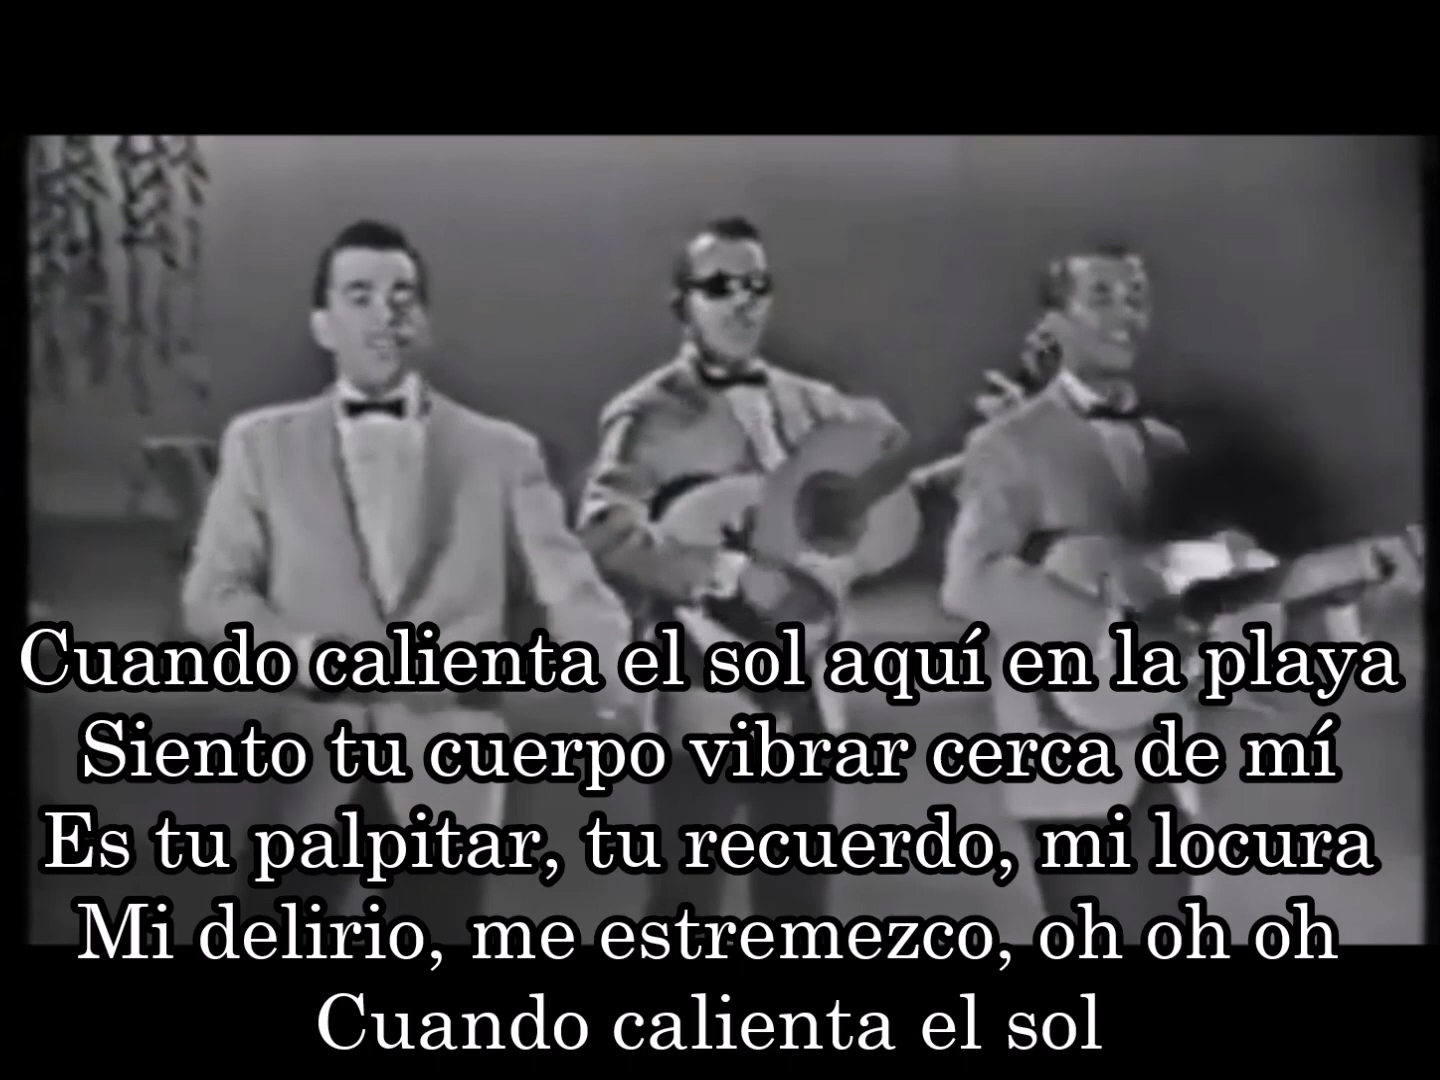 Cuando calienta el sol aquí en la playa
Siento tu cuerpo vibrar cerca de mí
Es tu palpitar, tu recuerdo, mi locura
Mi delirio, me estremezco, oh oh oh
Cuando calienta el sol